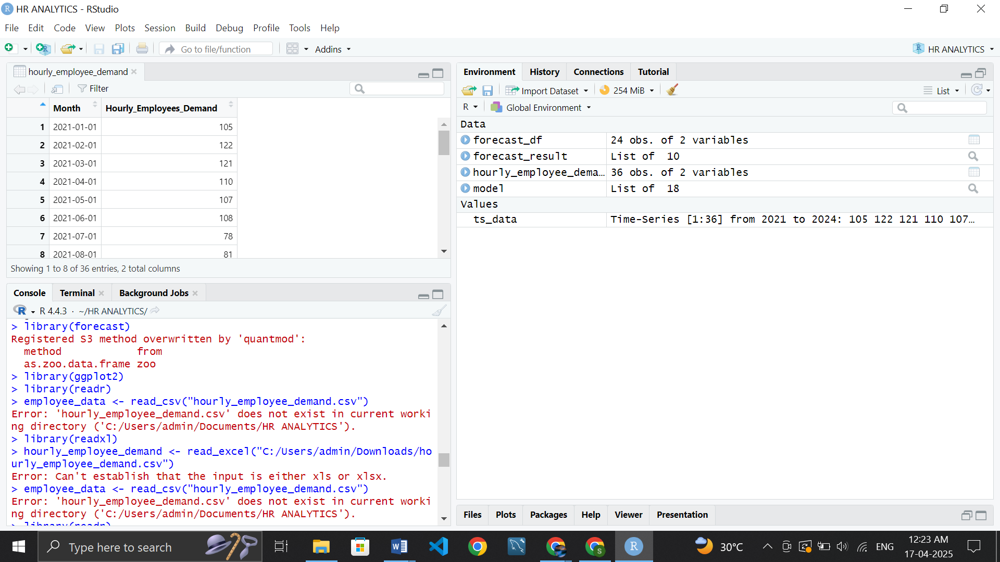 HR ANALYTICS - RStudio
File Edit Code View Plots Session Build Debug Profile Tools Help
Go to file/function Addins HR ANALYTICS
hourly_employee_demand
Filter
Month Hourly_Employees_Demand
1 2021-01-01 105
2 2021-02-01 122
3 2021-03-01 121
4 2021-04-01 110
5 2021-05-01 107
6 2021-06-01 108
7 2021-07-01 78
8 2021-08-01 81
Showing 1 to 8 of 36 entries, 2 total columns
Console Terminal Background Jobs
R 4.4.3 · ~/HR ANALYTICS/
> library(forecast)
Registered S3 method overwritten by 'quantmod':
method from
as.zoo.data.frame zoo
> library(ggplot2)
> library(readr)
> employee_data <- read_csv("hourly_employee_demand.csv")
Error: 'hourly_employee_demand.csv' does not exist in current worki
ng directory ('C:/Users/admin/Documents/HR ANALYTICS').
> library(readxl)
> hourly_employee_demand <- read_excel("C:/Users/admin/Downloads/ho
urly_employee_demand.csv")
Error: Can't establish that the input is either xls or xlsx.
> employee_data <- read_csv("hourly_employee_demand.csv")
Error: 'hourly_employee_demand.csv' does not exist in current worki
ng directory ('C:/Users/admin/Documents/HR ANALYTICS').
> library(readr)
Environment History Connections Tutorial
Import Dataset 254 MiB List
R Global Environment
Data
forecast_df 24 obs. of 2 variables
forecast_result List of 10
hourly_employee_dema… 36 obs. of 2 variables
model List of 18
Values
ts_data Time-Series [1:36] from 2021 to 2024: 105 122 121 110 107…
Files Plots Packages Help Viewer Presentation
Type here to search
30°C ENG
12:23 AM
17-04-2025